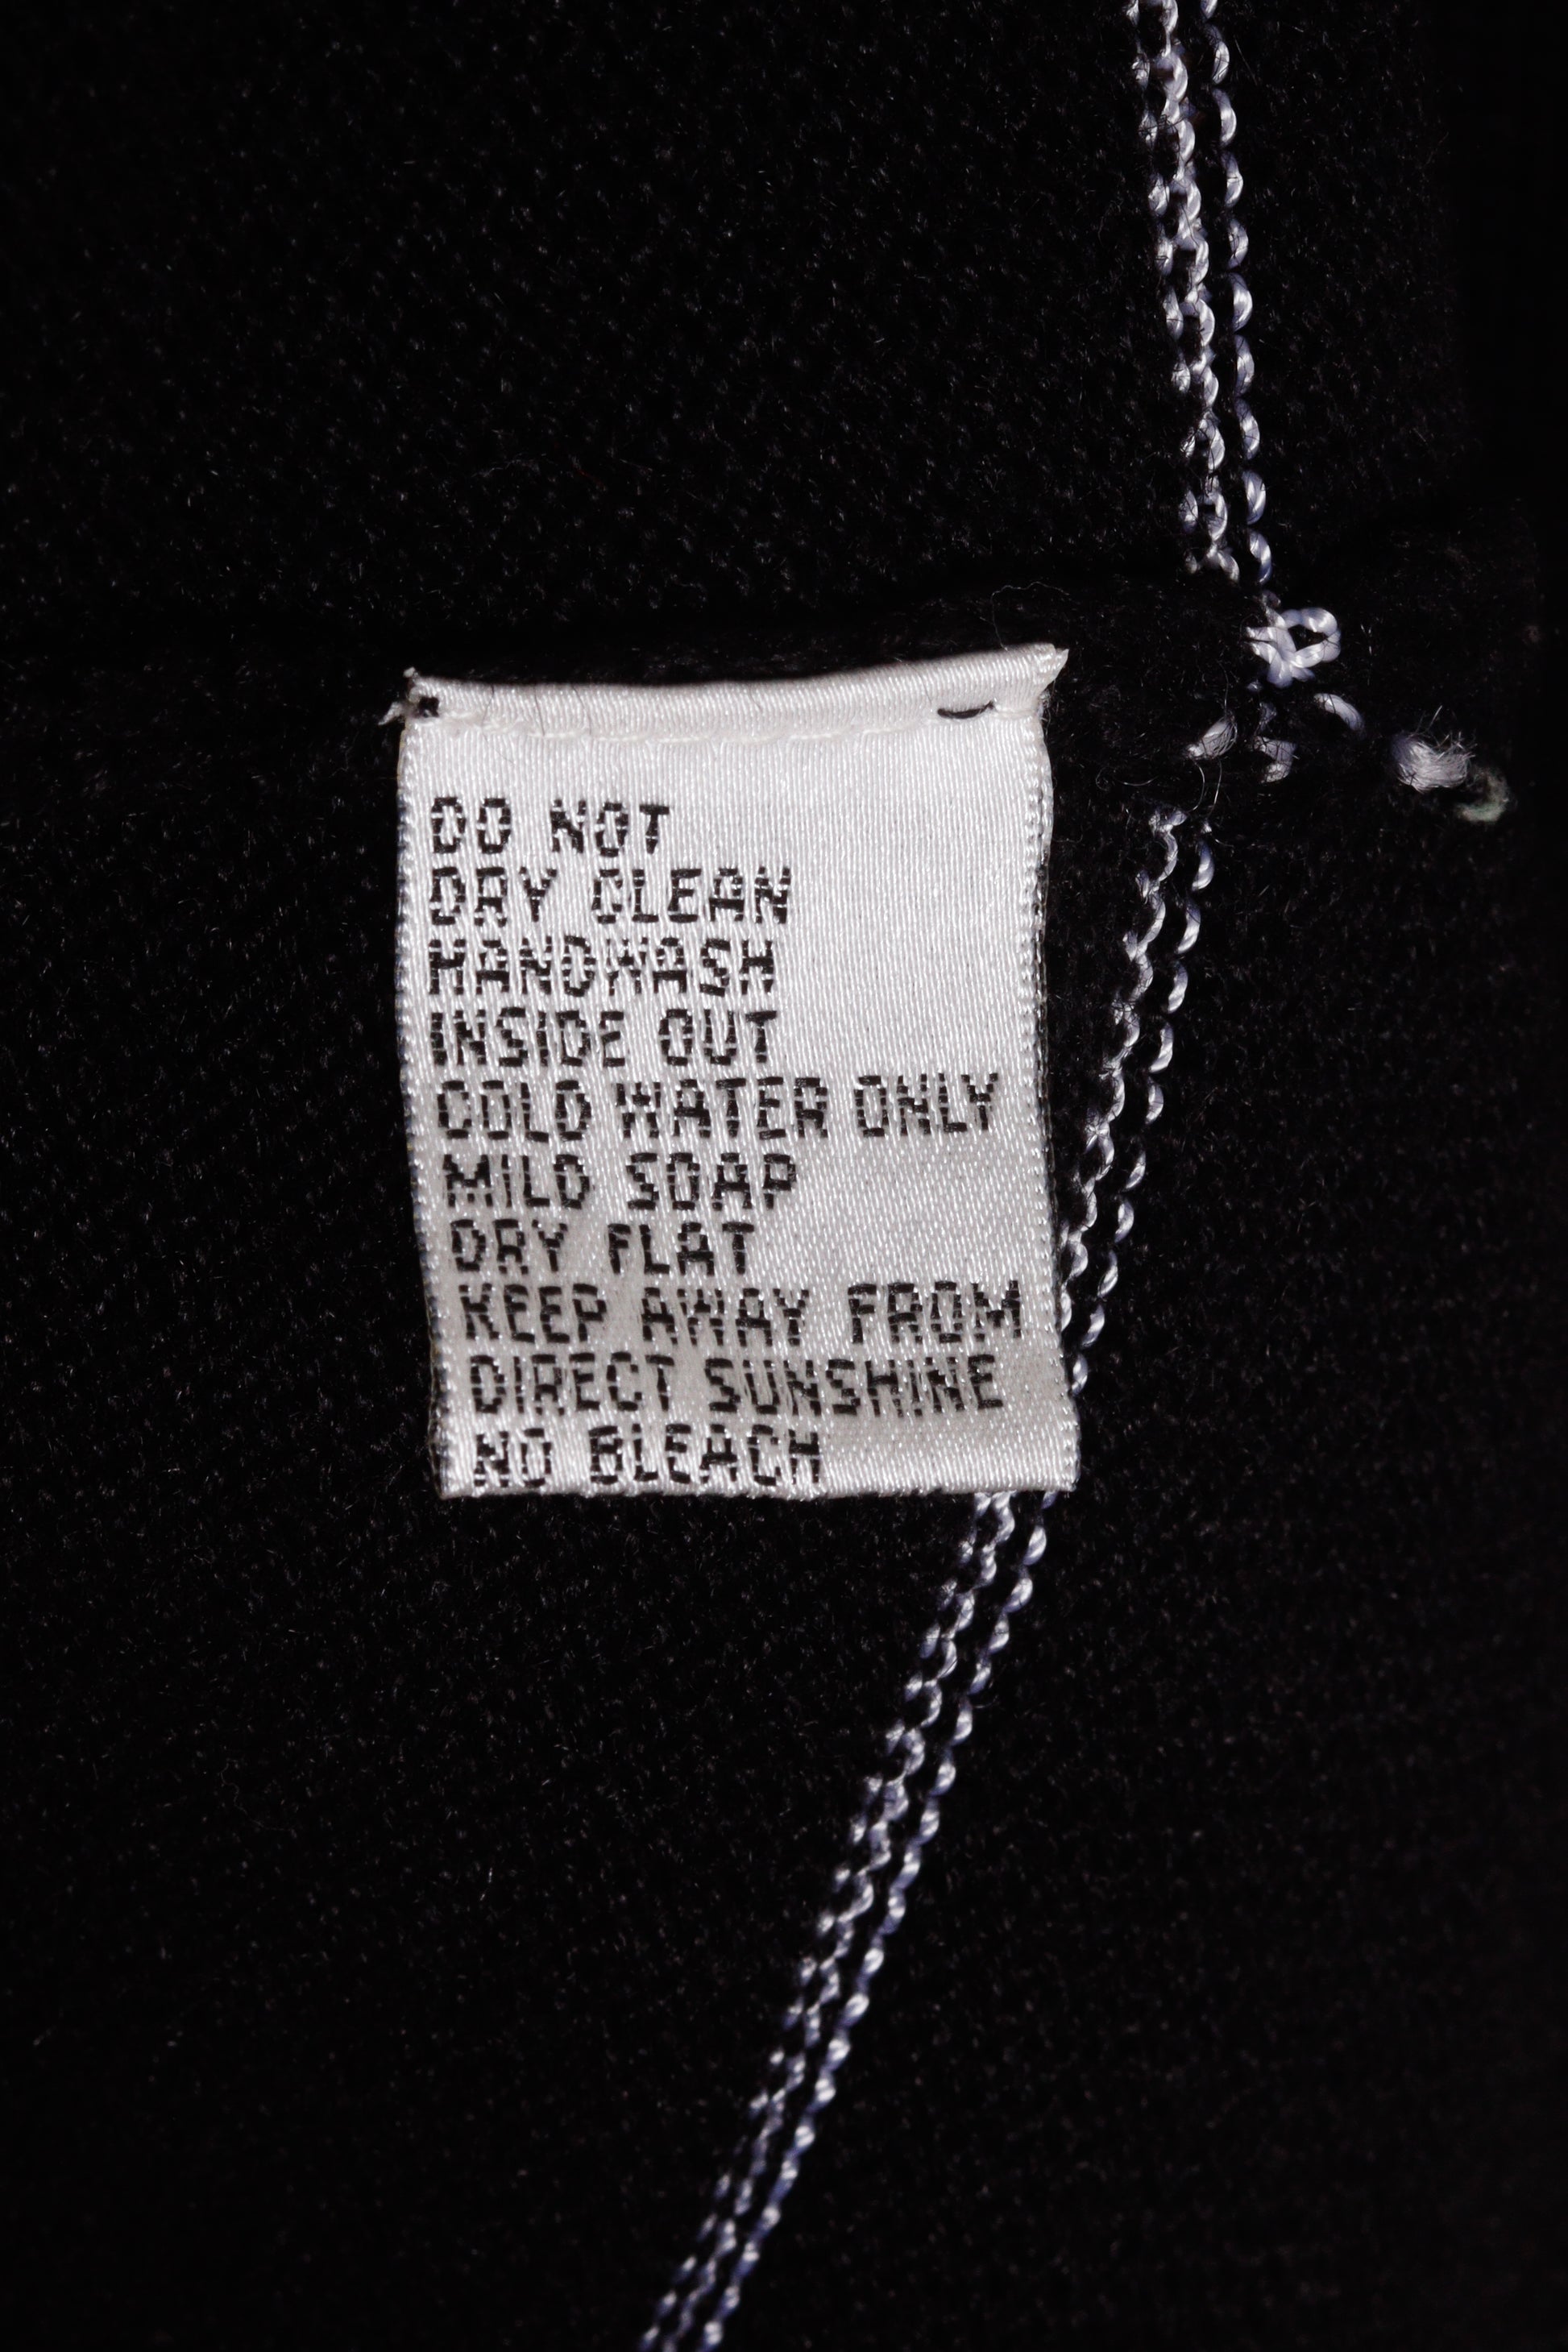 DO NOT
DRY CLEAN
HANDWASH
INSIDE OUT
COLD WATER ONLY
MILD SOAP
DRY FLAT
KEEP AWAY FROM
DIRECT SUNSHINE
NO BLEACH